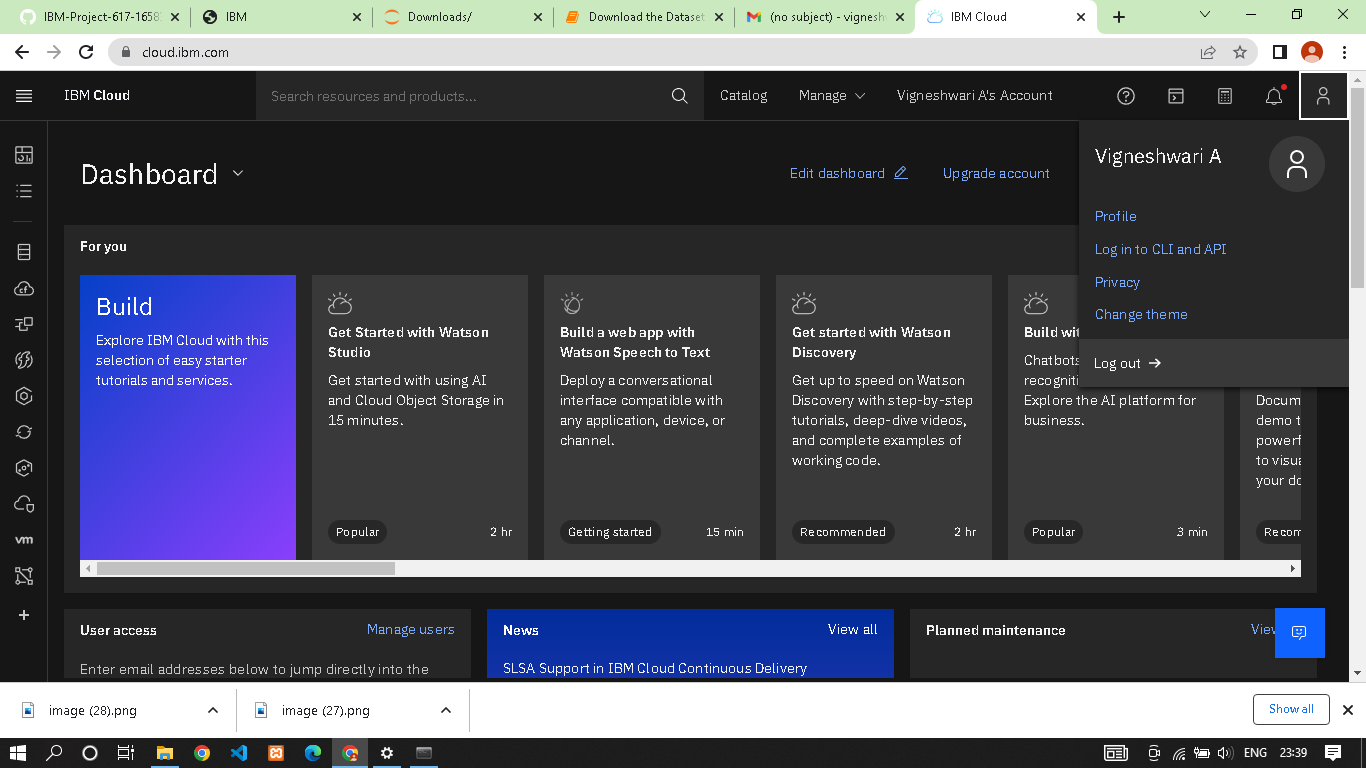 IBM-Project-617-1658
IBM
Downloads/
Download the Dataset
(no subject) - vignesh
IBM Cloud
cloud.ibm.com
IBM Cloud
Search resources and products...
Catalog
Manage
Vigneshwari A's Account
Dashboard
Edit dashboard
Upgrade account
Vigneshwari A
Profile
Log in to CLI and API
Privacy
Change theme
Log out
For you
Build
Explore IBM Cloud with this
selection of easy starter
tutorials and services.
Get Started with Watson
Studio
Get started with using AI
and Cloud Object Storage in
15 minutes.
Popular
2 hr
Build a web app with
Watson Speech to Text
Deploy a conversational
interface compatible with
any application, device, or
channel.
Getting started
15 min
Get started with Watson
Discovery
Get up to speed on Watson
Discovery with step-by-step
tutorials, deep-dive videos,
and complete examples of
working code.
Recommended
2 hr
Build wit
Chatbots
recogniti
Explore the AI platform for
business.
Popular
3 min
Docum
demo t
powerf
to visua
your do
Recom
cf
vm
User access
Manage users
Enter email addresses below to jump directly into the
News
View all
SLSA Support in IBM Cloud Continuous Delivery
Planned maintenance
View
image (28).png
image (27).png
Show all
ENG
23:39